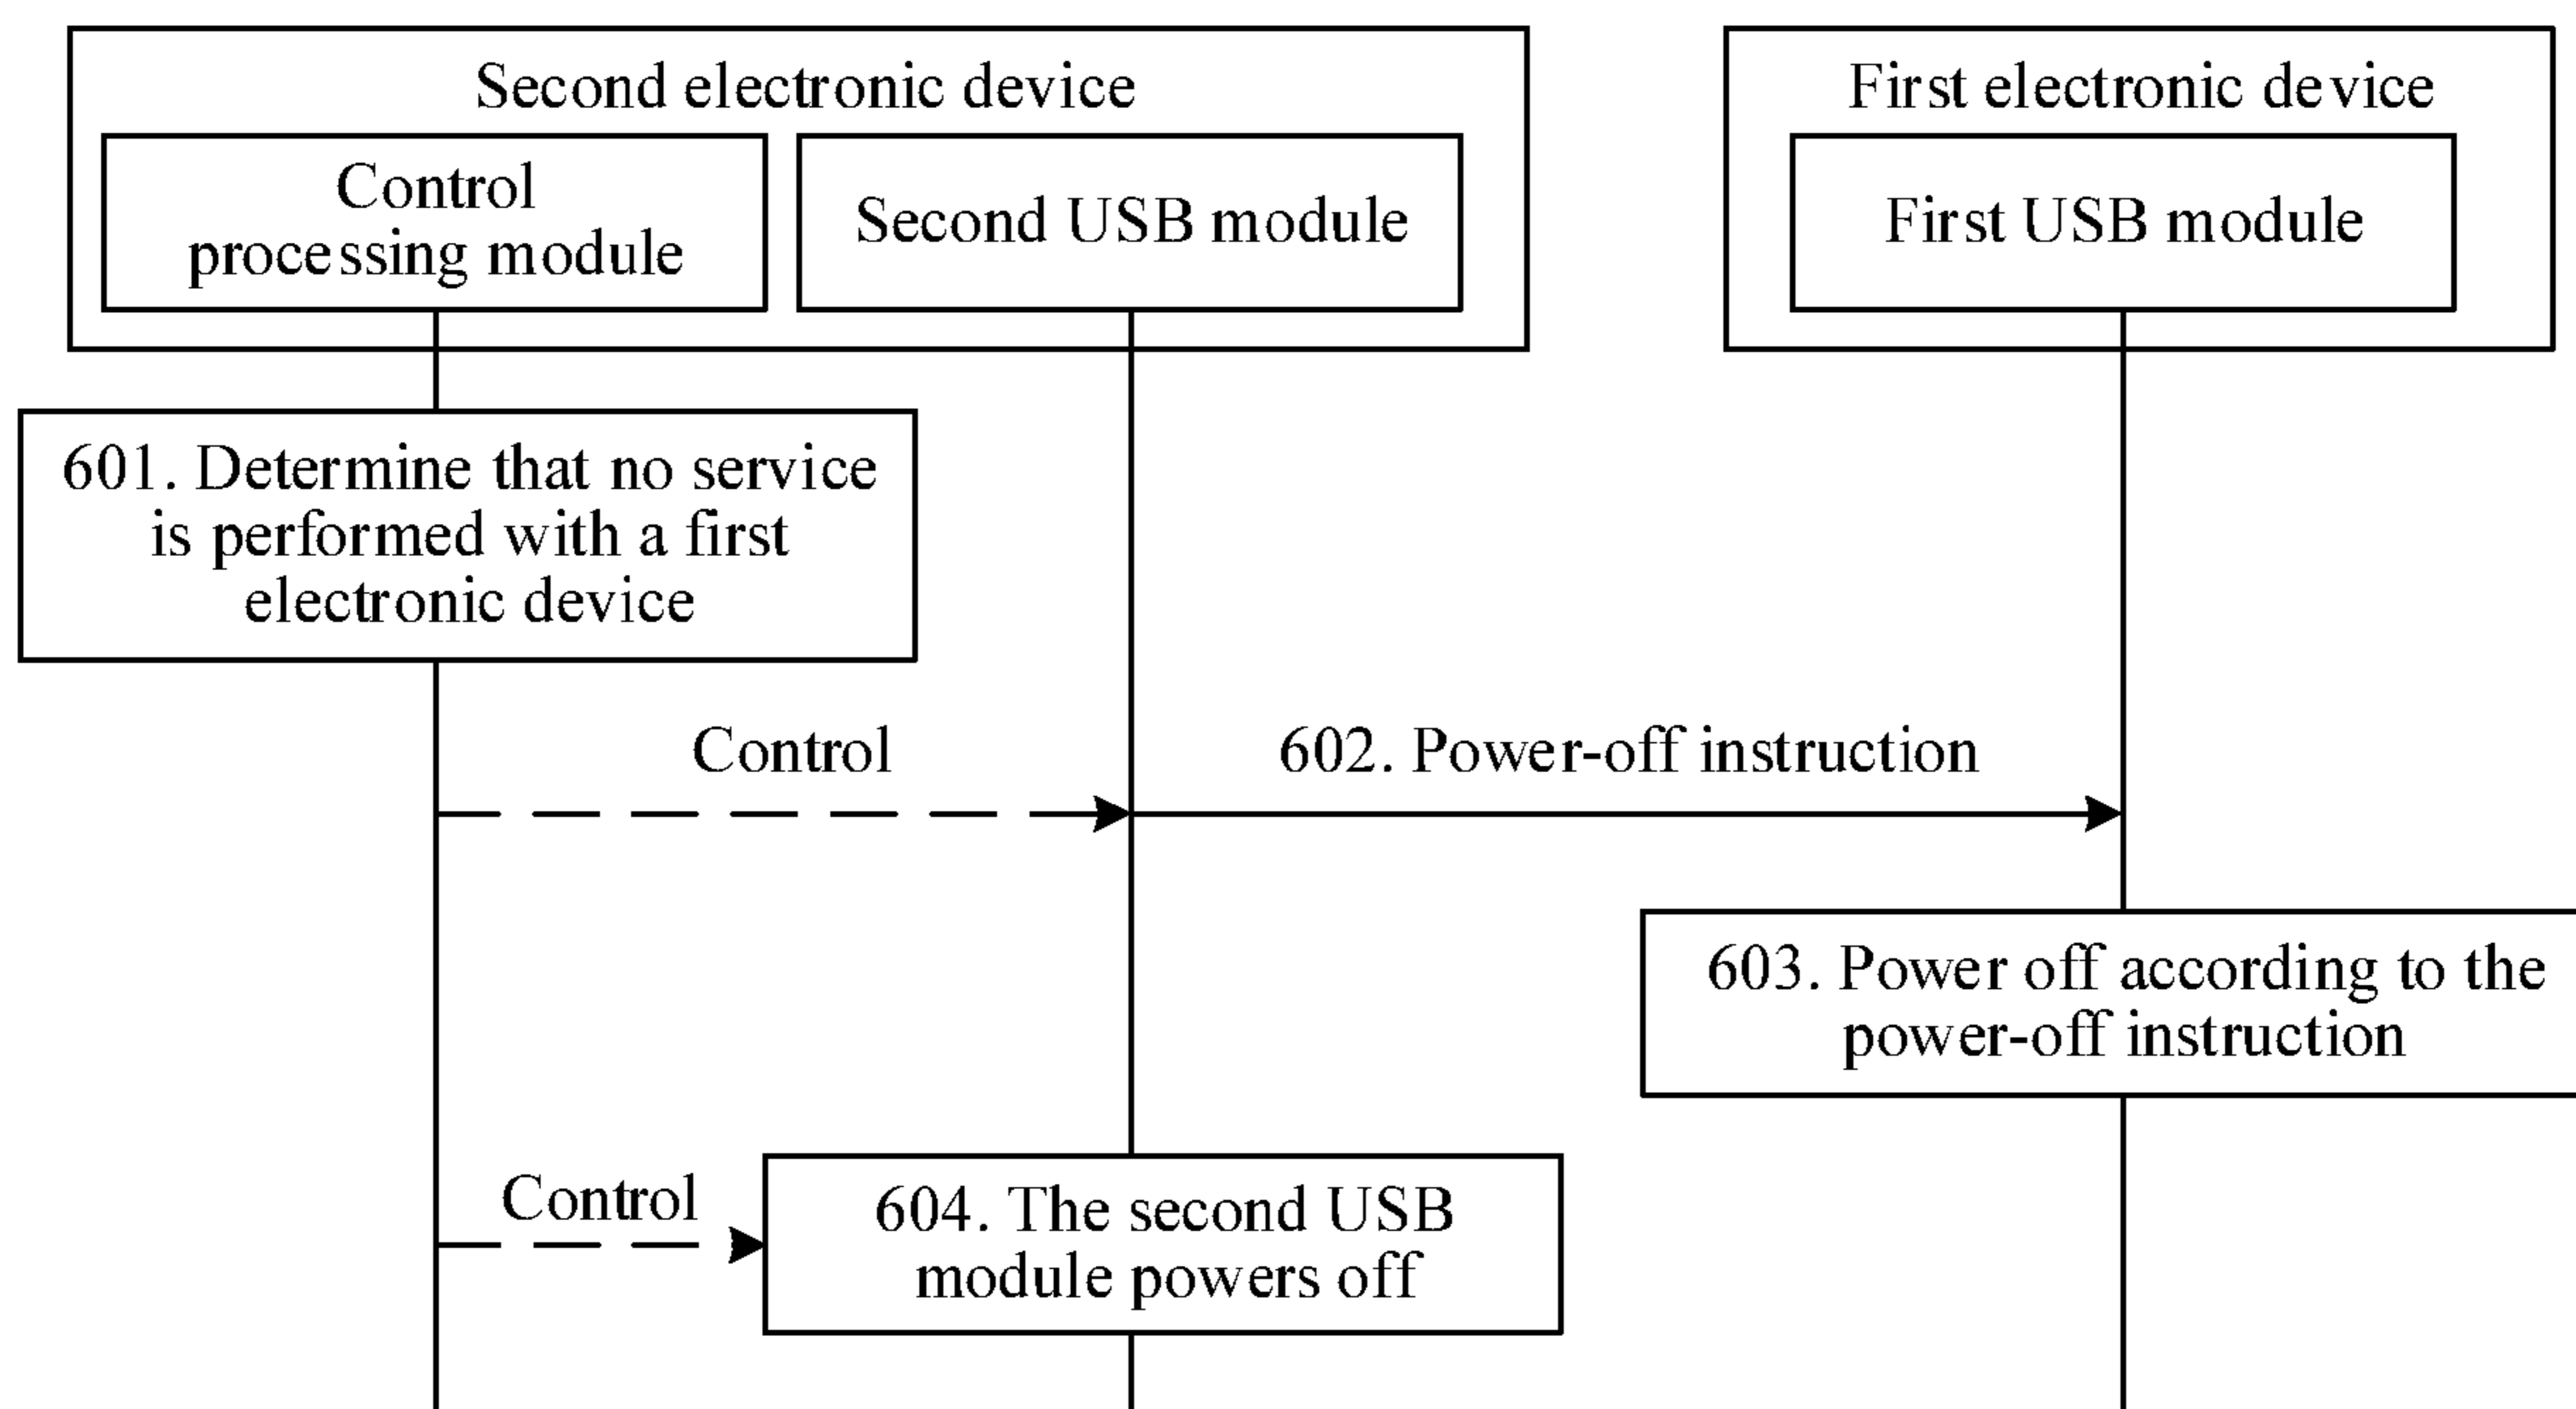 Second electronic device
First electronic device
Control
processing module
Second USB module
First USB module
601. Determine that no service
is performed with a first
electronic device
Control
602. Power-off instruction
603. Power off according to the
power-off instruction
Control
604. The second USB
module powers off